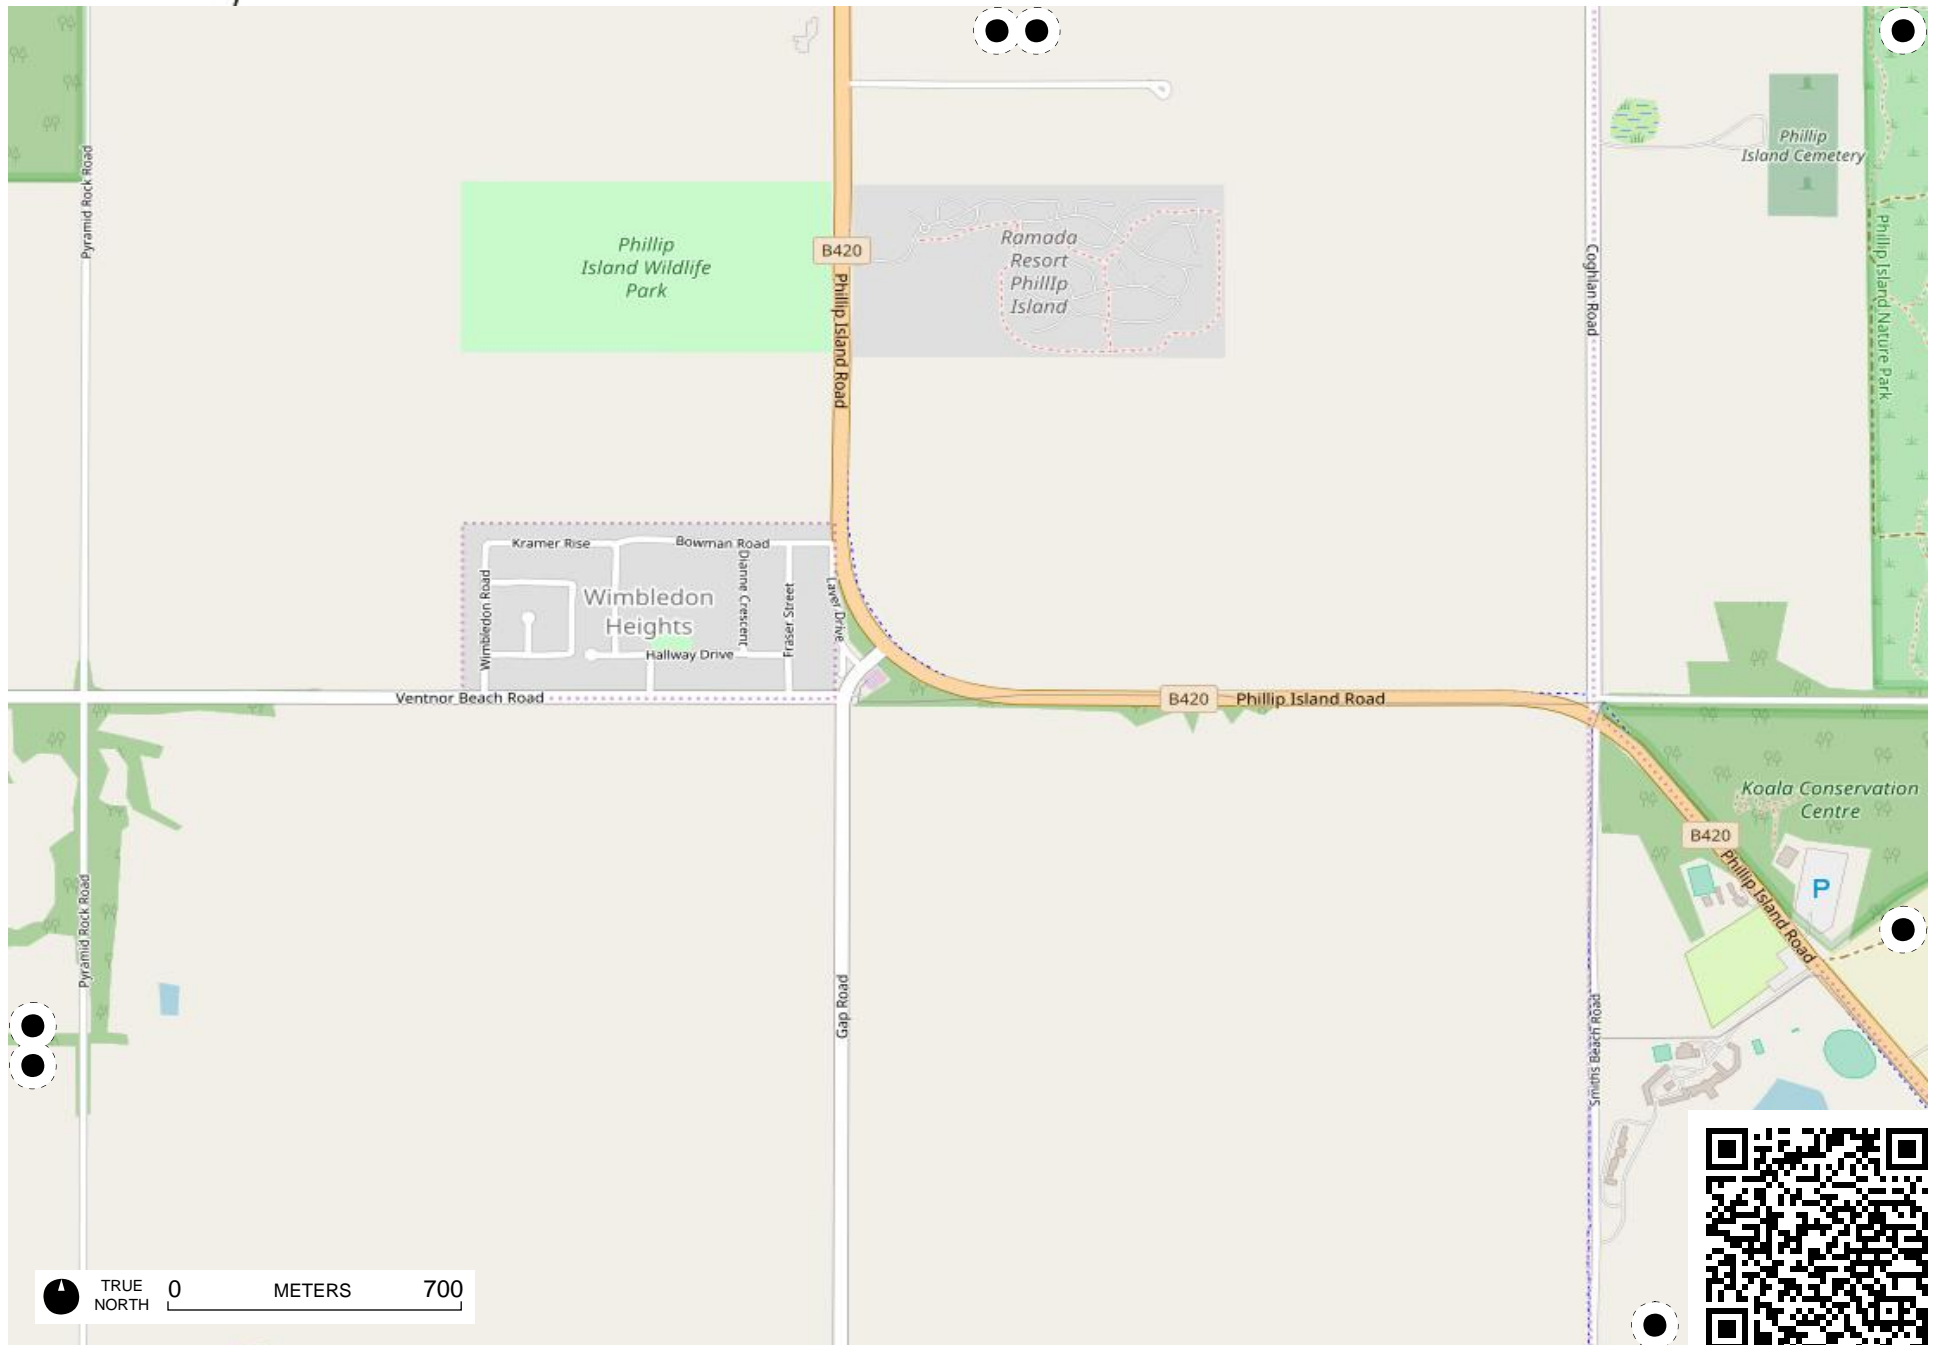 Phillip
Island Cemetery
Pyramid Rock Road
Phillip
Island Wildlife
Park
B420
Ramada
Resort
PhillIp
Island
Phillip Island Road
Coghlan Road
Phillip Island Nature Park
Kramer Rise
Bowman Road
Wimbledon Road
Wimbledon
Heights
Dianne Crescent
Fraser Street
Laver Drive
Hallway Drive
Ventnor Beach Road
B420
Phillip Island Road
Koala Conservation
Centre
B420
Phillip Island Road
P
Pyramid Rock Road
Gap Road
Smiths Beach Road
TRUE
NORTH
0 METERS 700